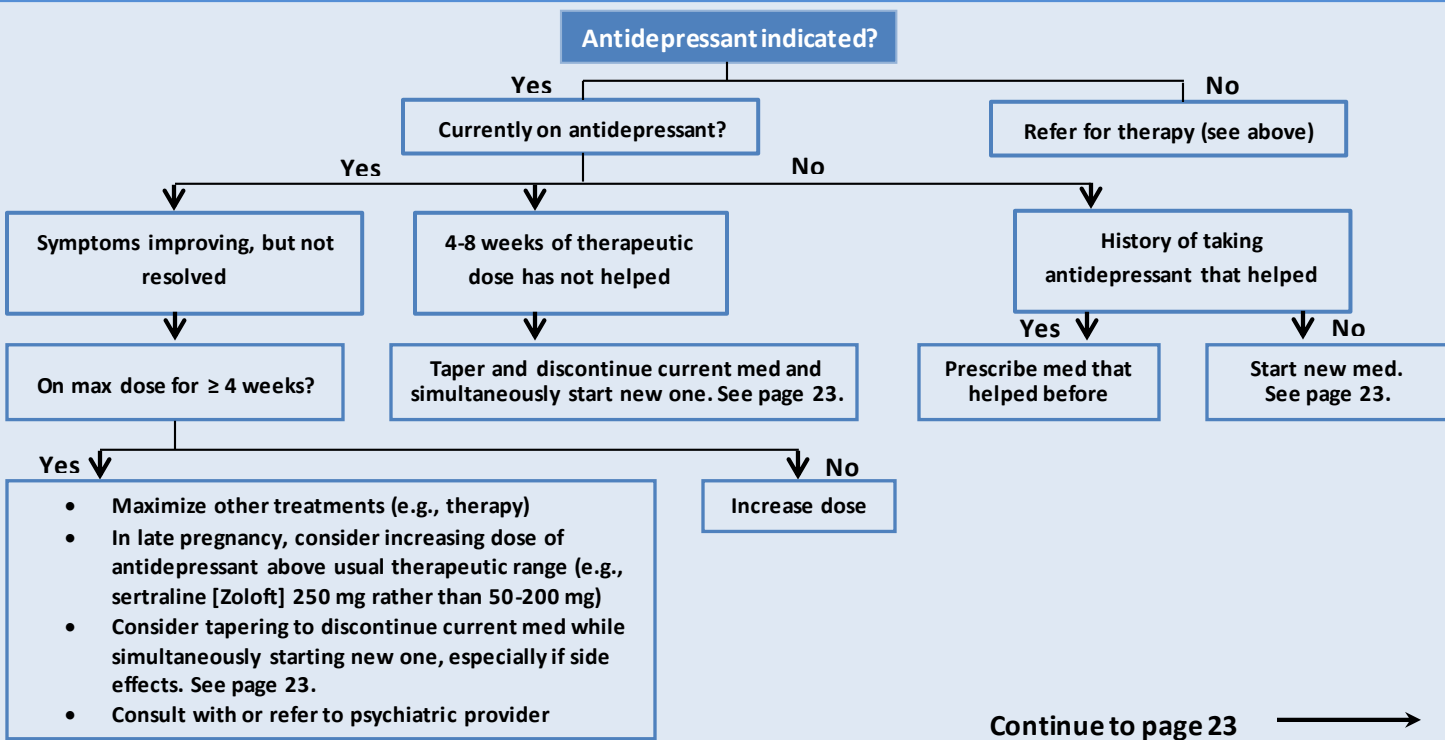 Antidepressant indicated?
Yes
No
Currently on antidepressant?
Refer for therapy (see above)
Yes
No
Symptoms improving, but not
resolved
4-8 weeks of therapeutic
dose has not helped
History of taking
antidepressant that helped
Yes
No
On max dose for ≥ 4 weeks?
Taper and discontinue current med and
simultaneously start new one. See page 23.
Prescribe med that
helped before
Start new med.
See page 23.
Yes
No
• Maximize other treatments (e.g., therapy)
• In late pregnancy, consider increasing dose of
antidepressant above usual therapeutic range (e.g.,
sertraline [Zoloft] 250 mg rather than 50-200 mg)
• Consider tapering to discontinue current med while
simultaneously starting new one, especially if side
effects. See page 23.
• Consult with or refer to psychiatric provider
Increase dose
Continue to page 23